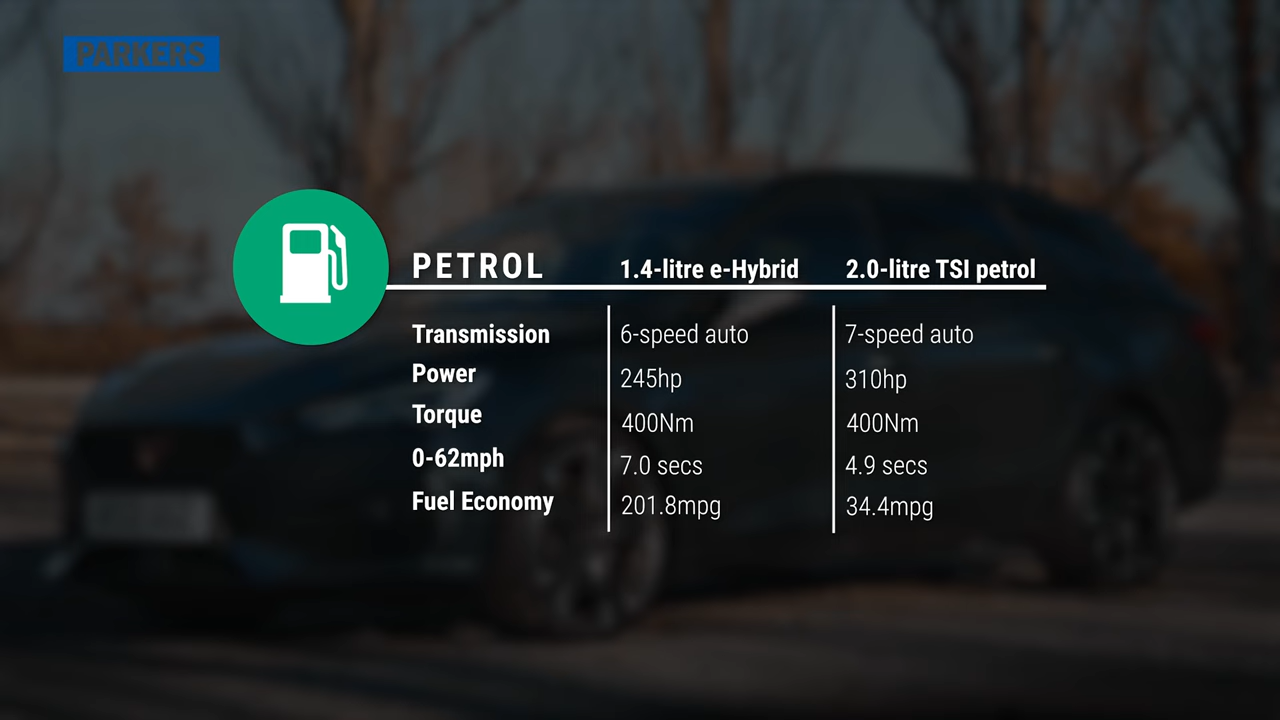 PARKERS
PETROL 1.4-litre e-Hybrid 2.0-litre TSI petrol
Transmission 6-speed auto 7-speed auto
Power 245hp 310hp
Torque 400Nm 400Nm
0-62mph 7.0 secs 4.9 secs
Fuel Economy 201.8mpg 34.4mpg